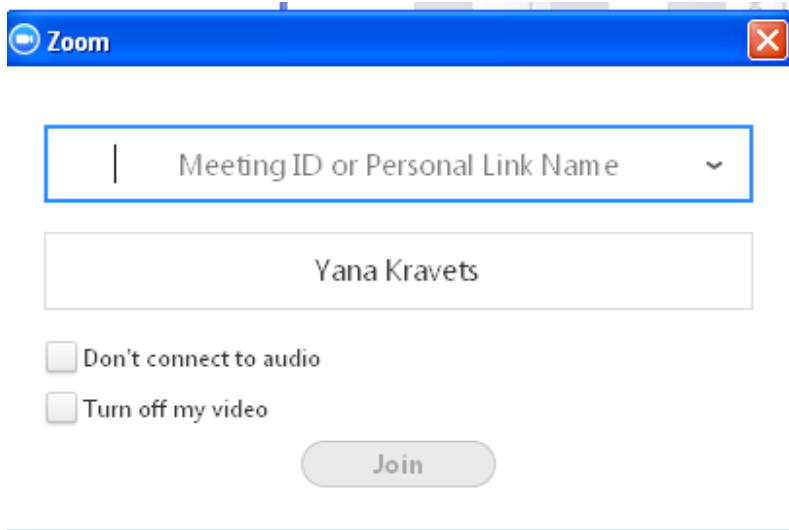 Zoom
Meeting ID or Personal Link Name
Yana Kravets
Don't connect to audio
Turn off my video
Join